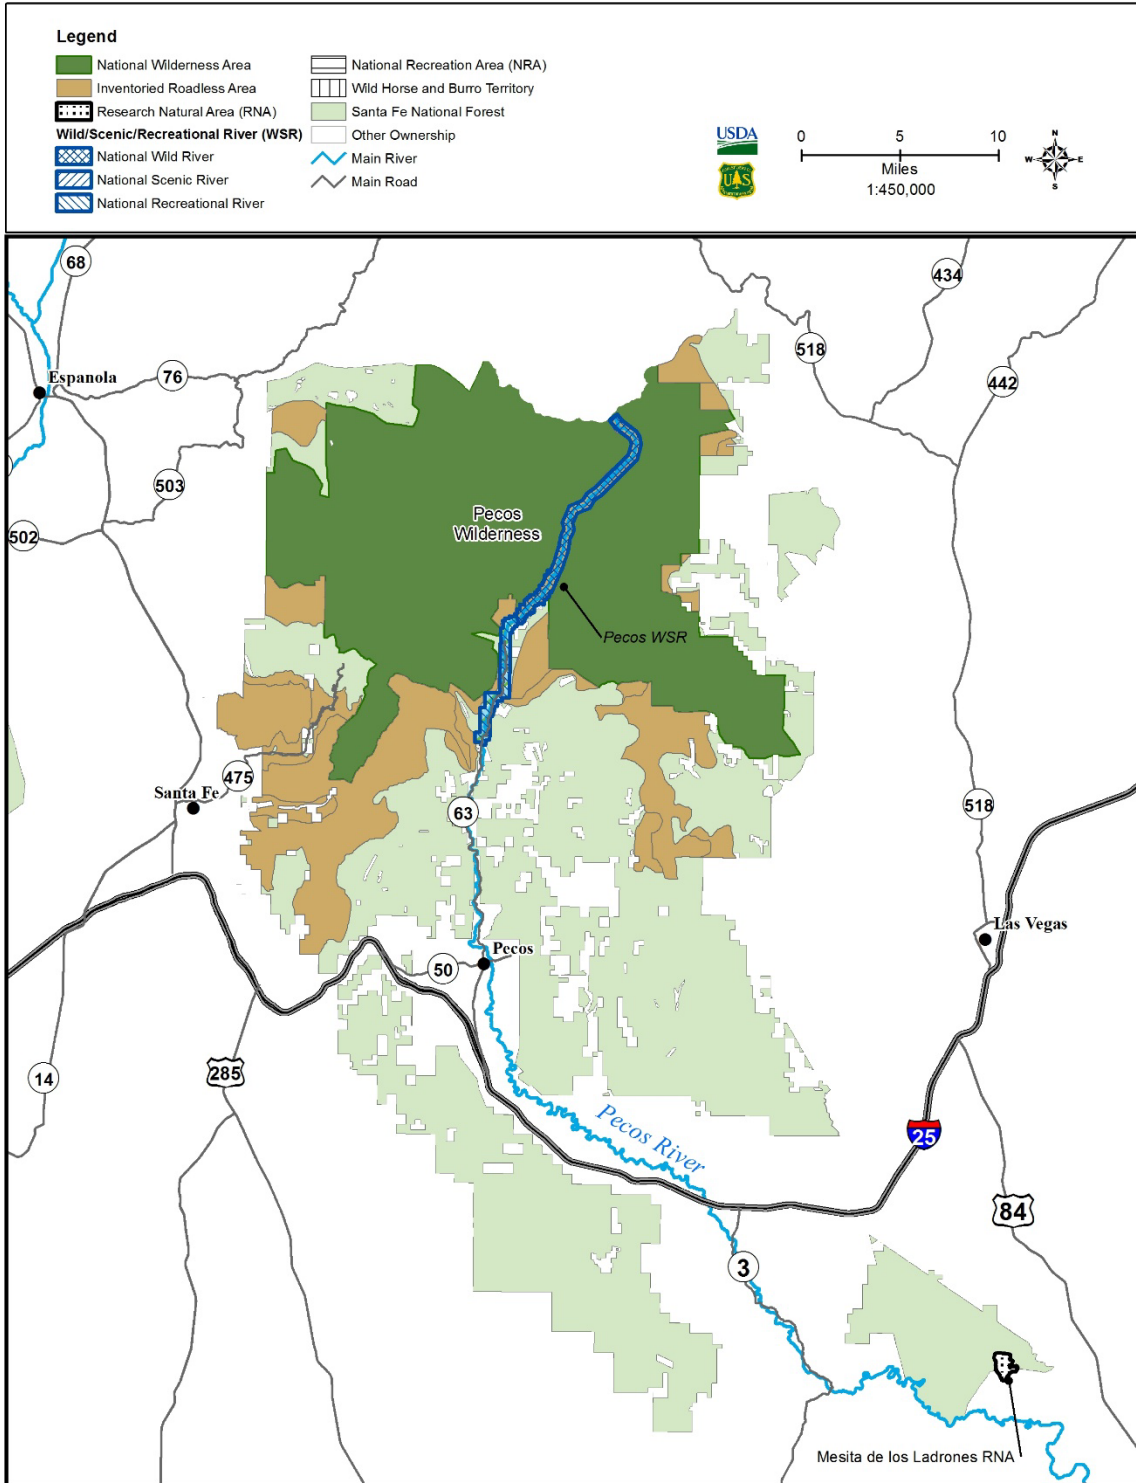 Legend
National Wilderness Area
Inventoried Roadless Area
Research Natural Area (RNA)
Wild/Scenic/Recreational River (WSR)
National Wild River
National Scenic River
National Recreational River
National Recreation Area (NRA)
Wild Horse and Burro Territory
Santa Fe National Forest
Other Ownership
Main River
Main Road
USDA
U S
0 5 10
Miles
1:450,000
N
W E
S
68
434
518
Espanola
76
442
503
502
Pecos
Wilderness
Pecos WSR
475
Santa Fe
63
518
Las Vegas
Pecos
50
14
285
Pecos River
25
84
3
Mesita de los Ladrones RNA